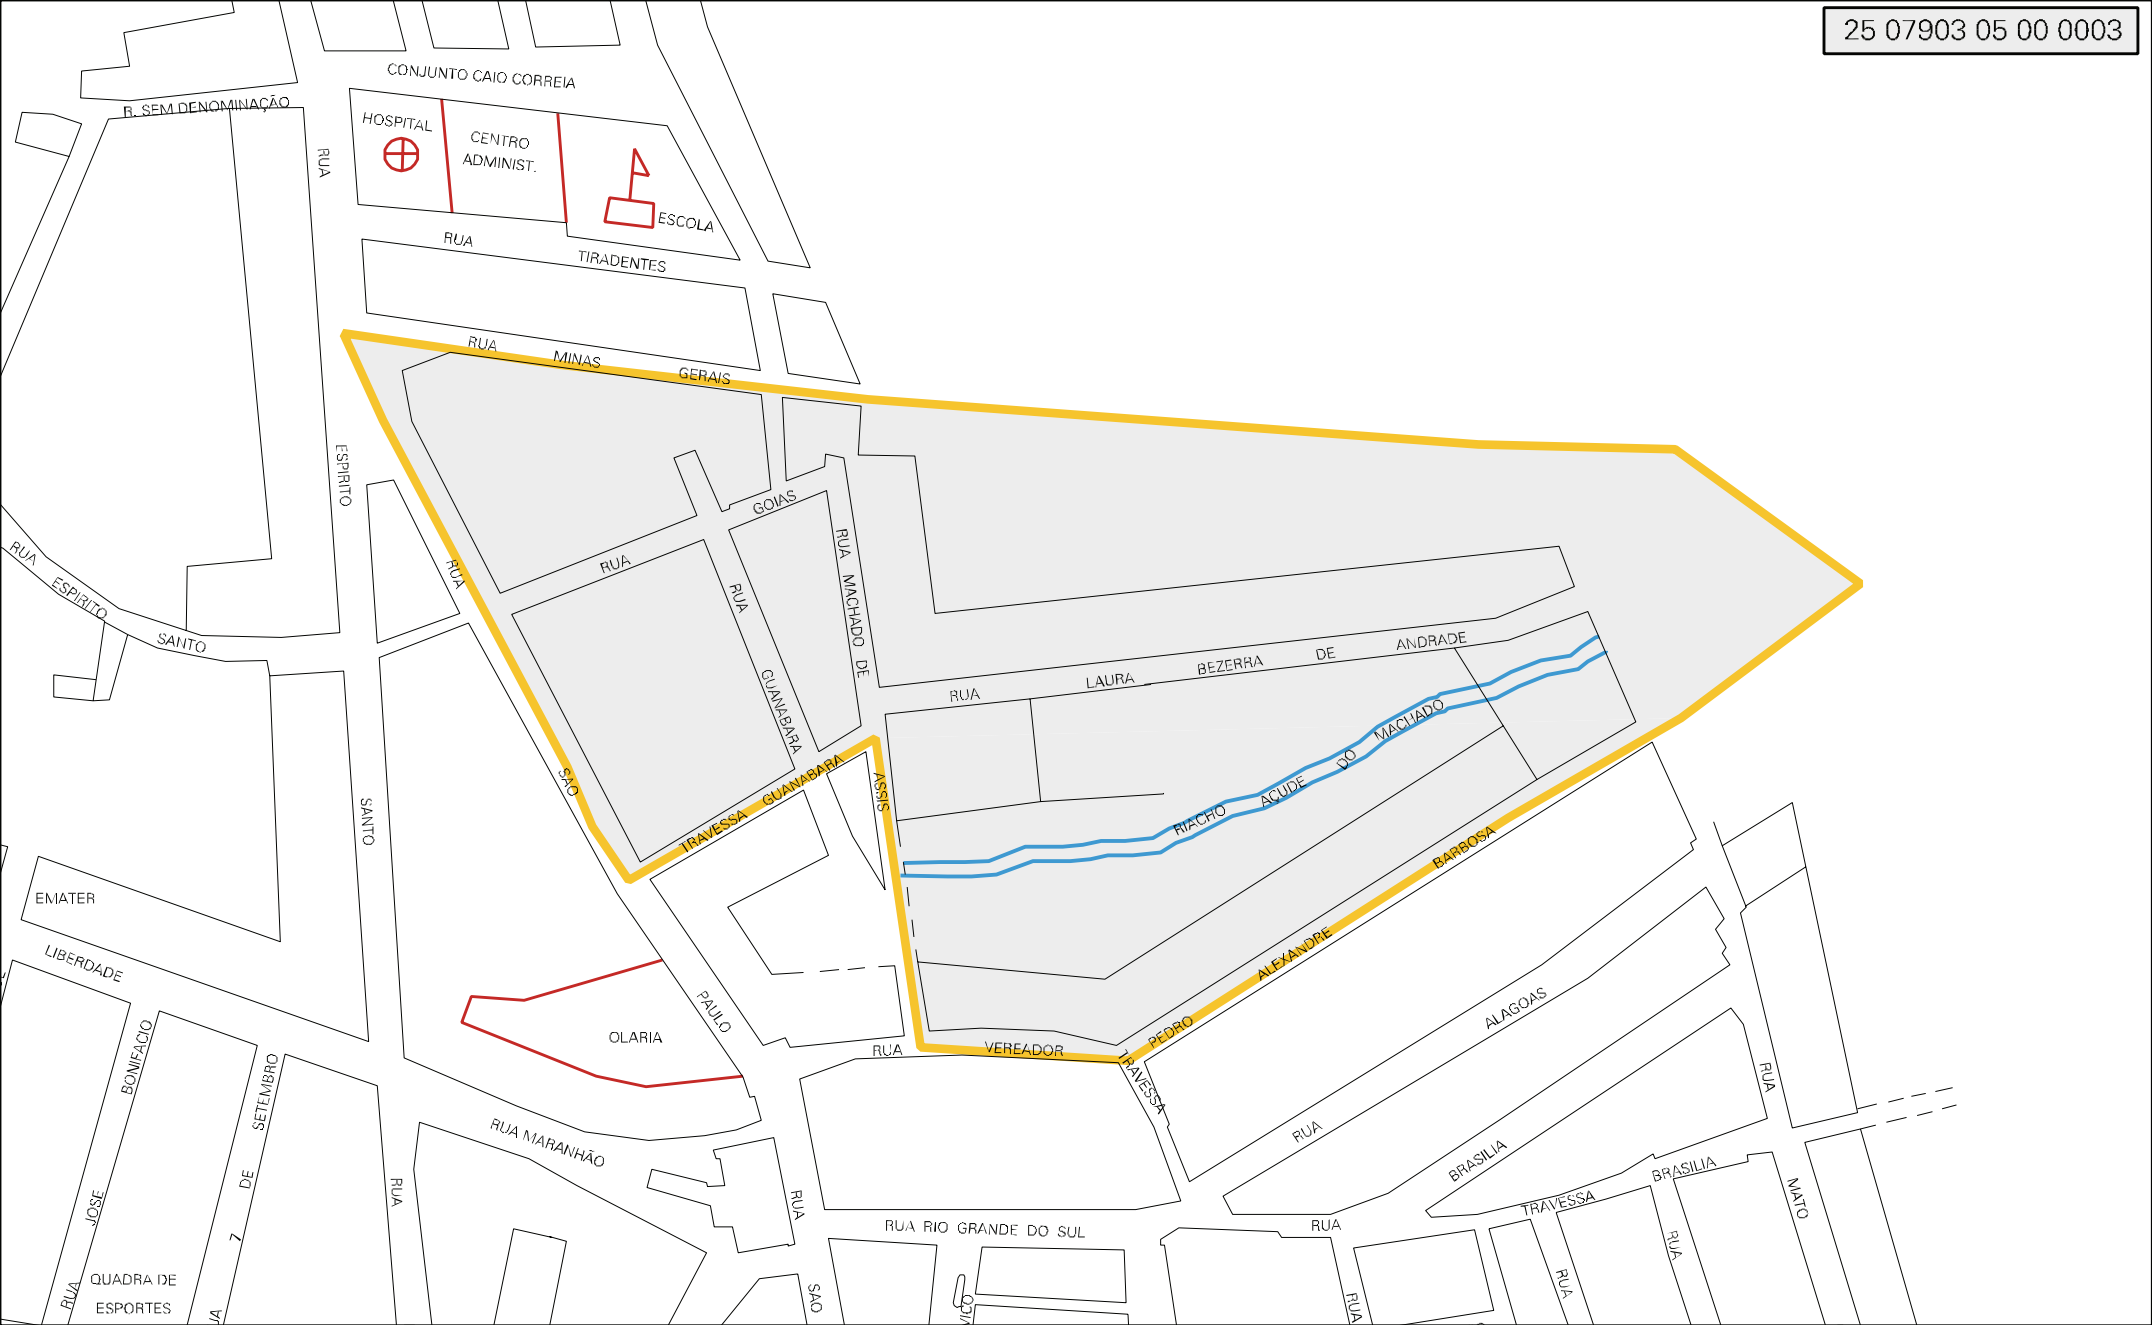 25 07903 05 00 0003
CONJUNTO CAIO CORREIA
R. SEM DENOMINAÇÃO
HOSPITAL
CENTRO
ADMINIST.
ESCOLA
RUA
RUA
TIRADENTES
RUA
MINAS
GERAIS
ESPIRITO
GOIAS
RUA
RUA
MACHADO
DE
RUA
RUA
RUA
ESPIRITO
SANTO
RUA
GUANABARA
RUA
LAURA
BEZERRA
DE
ANDRADE
SAO
TRAVESSA
GUANABARA
ASSIS
RIACHO
AÇUDE
DO
MACHADO
SANTO
BARBOSA
EMATER
LIBERDADE
ALEXANDRE
PAULO
OLARIA
RUA
VEREADOR
PEDRO
TRAVESSA
ALAGOAS
BONIFACIO
SETEMBRO
RUA
RUA MARANHÃO
RUA
BRASILIA
BRASILIA
TRAVESSA
JOSE
DE
RUA
RUA
MATO
RUA RIO GRANDE DO SUL
RUA
7
RUA
QUADRA DE
ESPORTES
RUA
UA
SAO
VICO
RUA
RUA